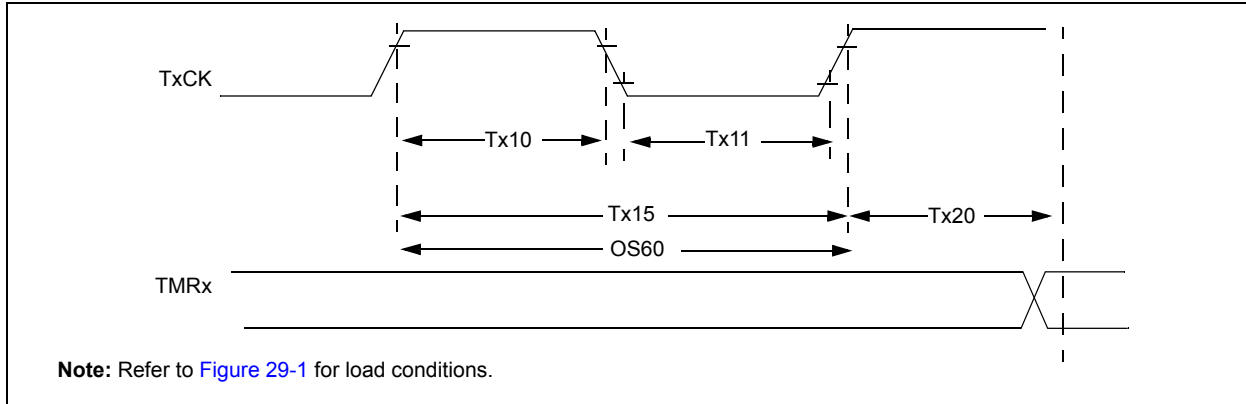 TxCK
Tx10
Tx11
Tx15
Tx20
OS60
TMRx
Note: Refer to Figure 29-1 for load conditions.